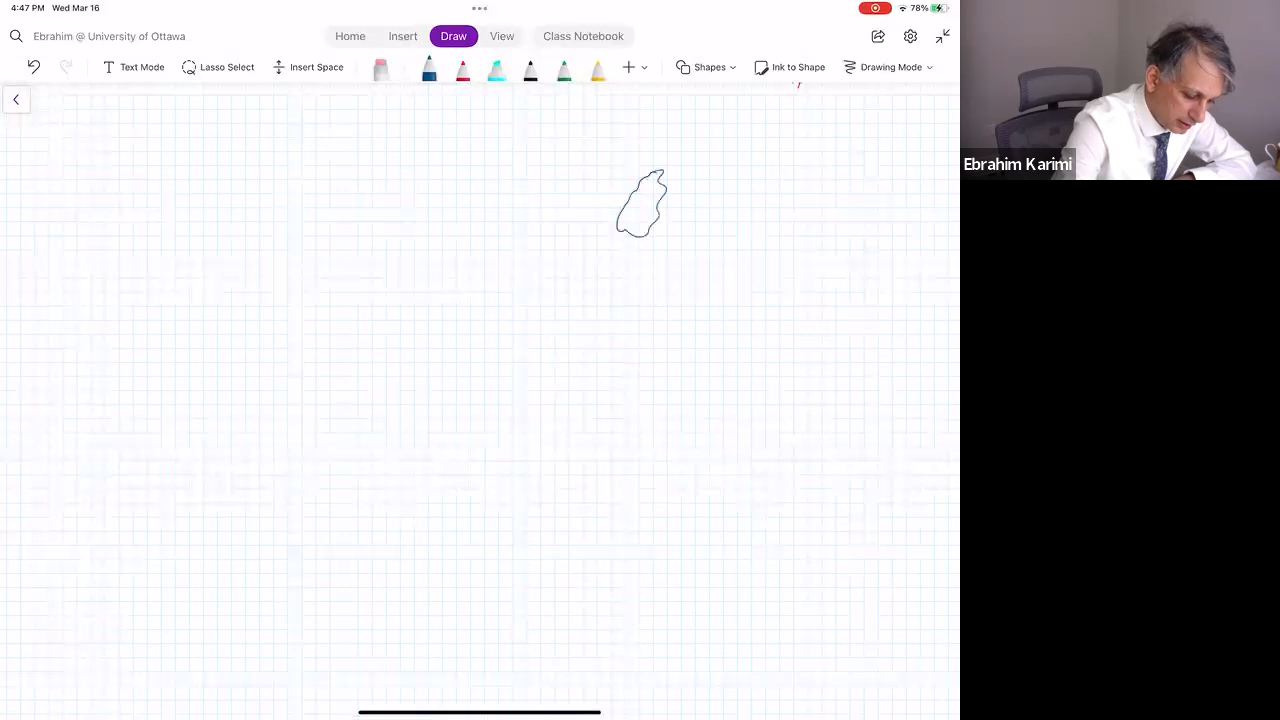 4:47 PM Wed Mar 16
78%
Ebrahim @ University of Ottawa
Home Insert Draw View Class Notebook
Text Mode Lasso Select Insert Space Shapes Ink to Shape Drawing Mode
Ebrahim Karimi